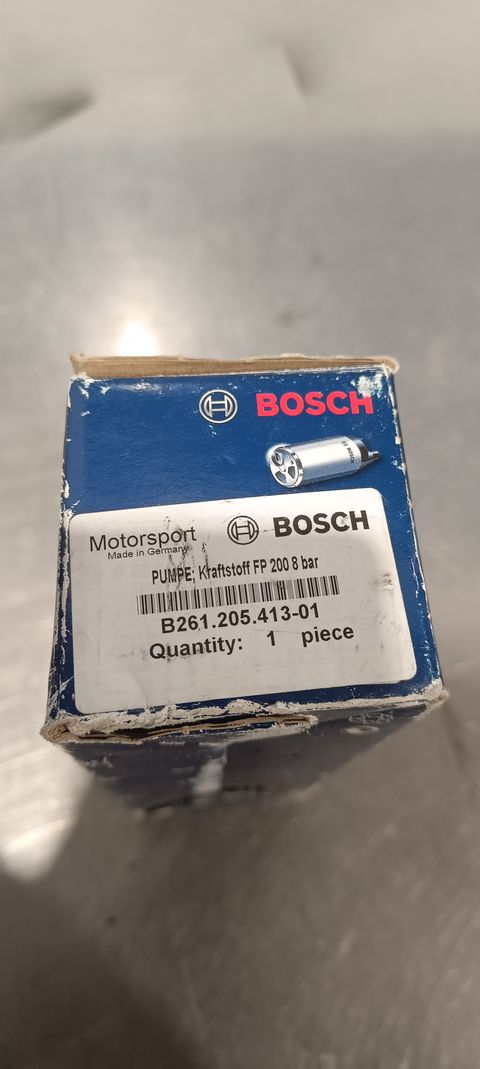 BOSCH
BOSCH
Motorsport BOSCH
Made in Germany
PUMPE; Kraftstoff FP 200 8 bar
B261.205.413-01
Quantity: 1 piece